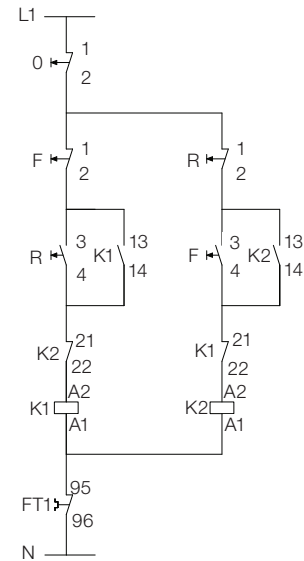 L1
0 1
2
F 1 R 1
2 2
3 13 3 13
R K1 F K2
4 14 4 14
21 21
K2 K1
22 22
A2 A2
K1 K2
A1 A1
95
FT1
96
N